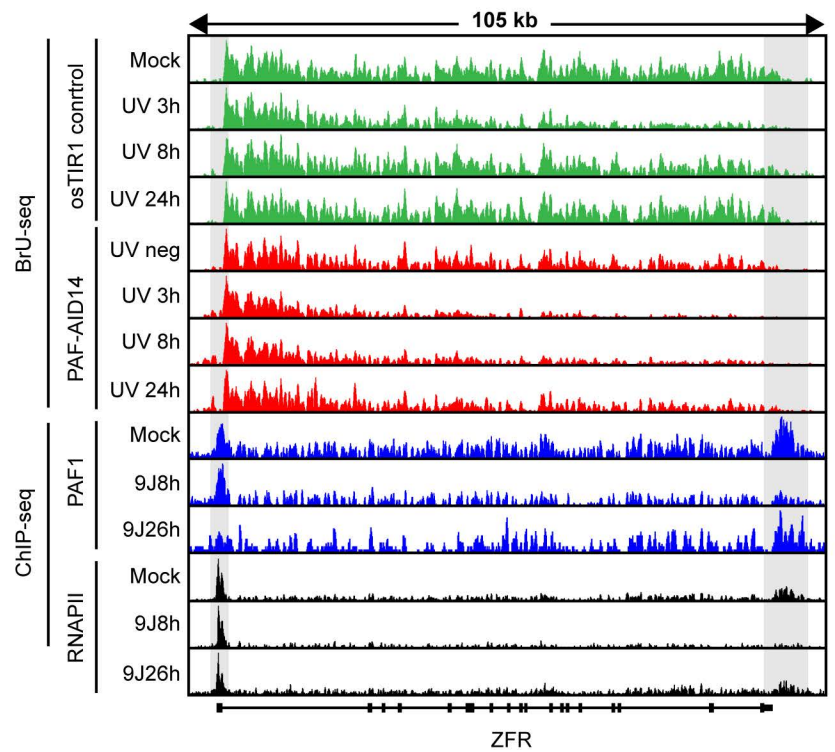 105 kb
BrU-seq
osTIR1 conrtrol
Mock
UV 3h
UV 8h
UV 24h
PAF-AID14
UV neg
UV 3h
UV 8h
UV 24h
ChIP-seq
PAF1
Mock
9J8h
9J26h
RNAPII
Mock
9J8h
9J26h
ZFR